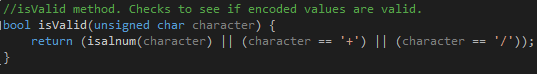 //isValid method. Checks to see if encoded values are valid.
bool isValid(unsigned char character) {
    return (isalnum(character) || (character == '+') || (character == '/'));
}